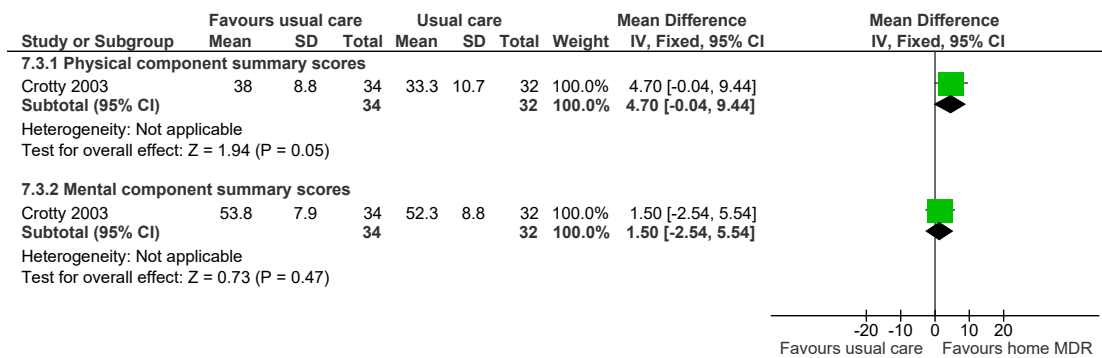 Favours usual care Usual care Mean Difference Mean Difference
Study or Subgroup Mean SD Total Mean SD Total Weight IV, Fixed, 95% CI IV, Fixed, 95% CI
7.3.1 Physical component summary scores
Crotty 2003 38 8.8 34 33.3 10.7 32 100.0% 4.70 [-0.04, 9.44]
Subtotal (95% CI) 34 32 100.0% 4.70 [-0.04, 9.44]
Heterogeneity: Not applicable
Test for overall effect: Z = 1.94 (P = 0.05)
7.3.2 Mental component summary scores
Crotty 2003 53.8 7.9 34 52.3 8.8 32 100.0% 1.50 [-2.54, 5.54]
Subtotal (95% CI) 34 32 100.0% 1.50 [-2.54, 5.54]
Heterogeneity: Not applicable
Test for overall effect: Z = 0.73 (P = 0.47)
-20 -10 0 10 20
Favours usual care Favours home MDR